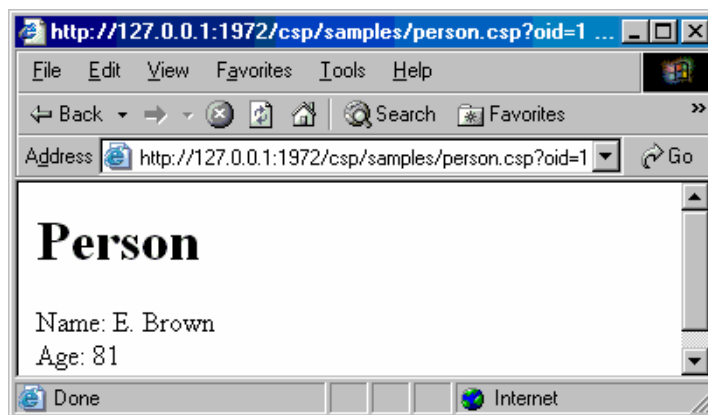 http://127.0.0.1:1972/csp/samples/person.csp?oid=1 ...
File Edit View Favorites Tools Help
Back Search Favorites »
Address http://127.0.0.1:1972/csp/samples/person.csp?oid=1 Go
Person
Name: E. Brown
Age: 81
Done Internet